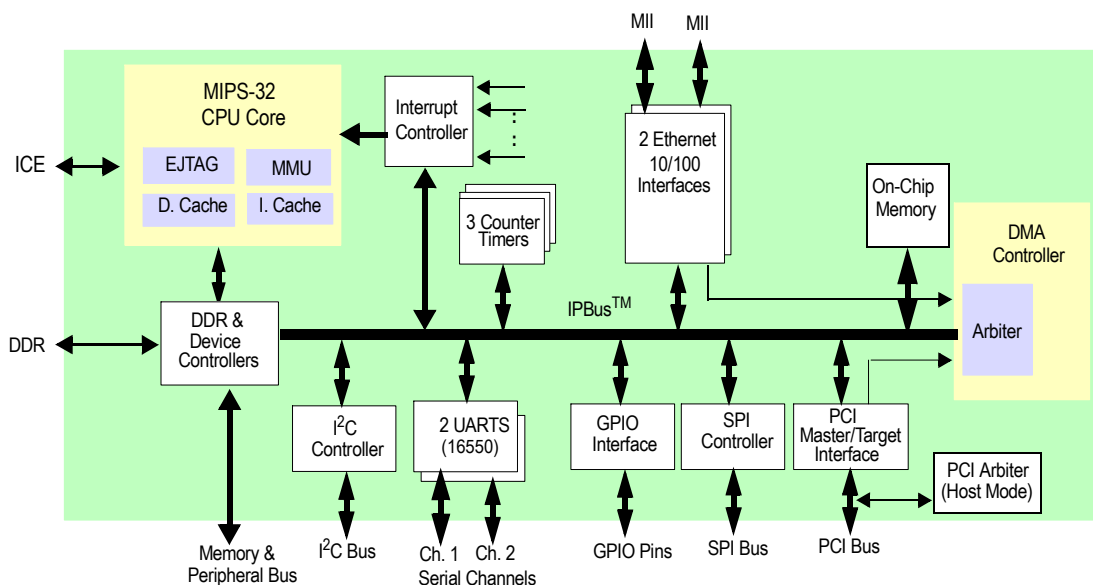 MII
MII
MIPS-32
CPU Core
EJTAG
MMU
D. Cache
I. Cache
ICE
Interrupt
Controller
:
:
3 Counter
Timers
2 Ethernet
10/100
Interfaces
On-Chip
Memory
DMA
Controller
Arbiter
IPBus™
DDR
DDR &
Device
Controllers
I²C
Controller
2 UARTS
(16550)
GPIO
Interface
SPI
Controller
PCI
Master/Target
Interface
PCI Arbiter
(Host Mode)
Memory &
Peripheral Bus
I²C Bus
Ch. 1
Ch. 2
Serial Channels
GPIO Pins
SPI Bus
PCI Bus